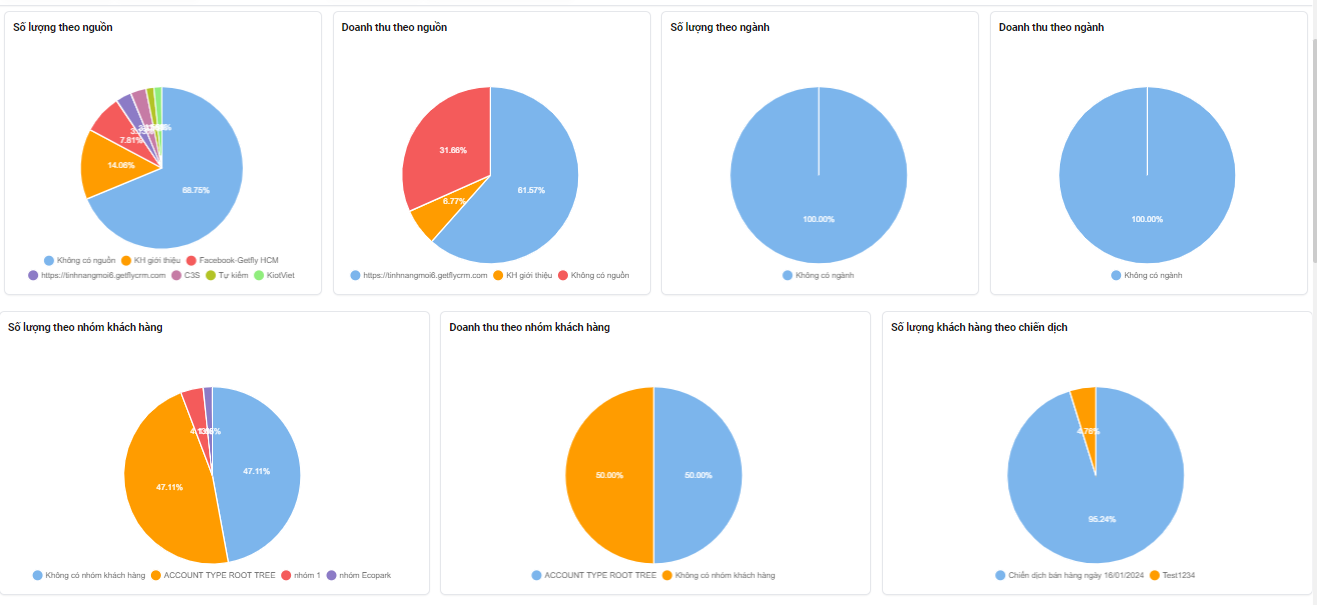 Số lượng theo nguồn
68.75%
14.06%
7.81%
Không có nguồn KH giới thiệu Facebook-Getfly HCM
https://tinhnangmoi6.getflycrm.com C3S Tự kiếm KiotViet
Doanh thu theo nguồn
61.57%
31.66%
https://tinhnangmoi6.getflycrm.com KH giới thiệu Không có nguồn
Số lượng theo ngành
100.00%
Không có ngành
Doanh thu theo ngành
100.00%
Không có ngành
Số lượng theo nhóm khách hàng
47.11%
47.11%
Không có nhóm khách hàng ACCOUNT TYPE ROOT TREE nhóm 1 nhóm Ecopark
Doanh thu theo nhóm khách hàng
50.00%
50.00%
ACCOUNT TYPE ROOT TREE Không có nhóm khách hàng
Số lượng khách hàng theo chiến dịch
4.76%
95.24%
Chiến dịch bán hàng ngày 16/01/2024 Test1234